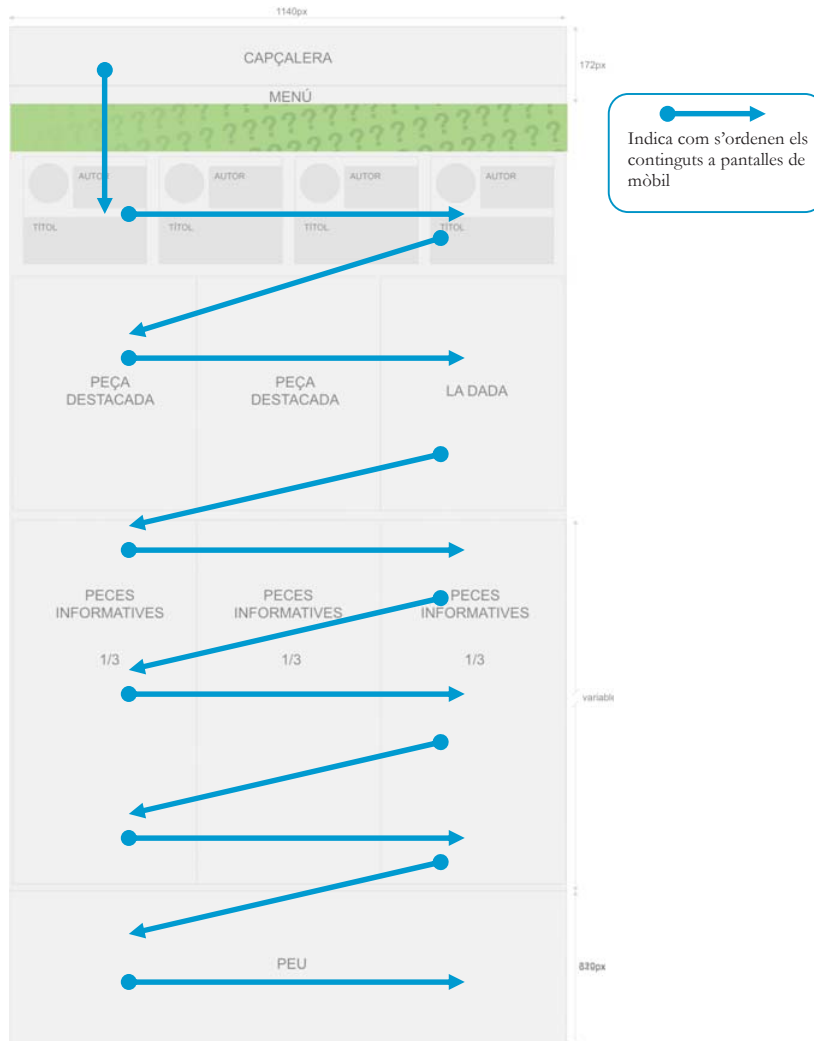 1140px
CAPÇALERA
172px
MENÚ
Indica com s'ordenen els
continguts a pantalles de
mòbil
AUTOR
AUTOR
AUTOR
AUTOR
TÍTOL
TÍTOL
TÍTOL
TÍTOL
PEÇA
DESTACADA
PEÇA
DESTACADA
LA DADA
PECES
INFORMATIVES
1/3
PECES
INFORMATIVES
1/3
PECES
INFORMATIVES
1/3
variable
PEU